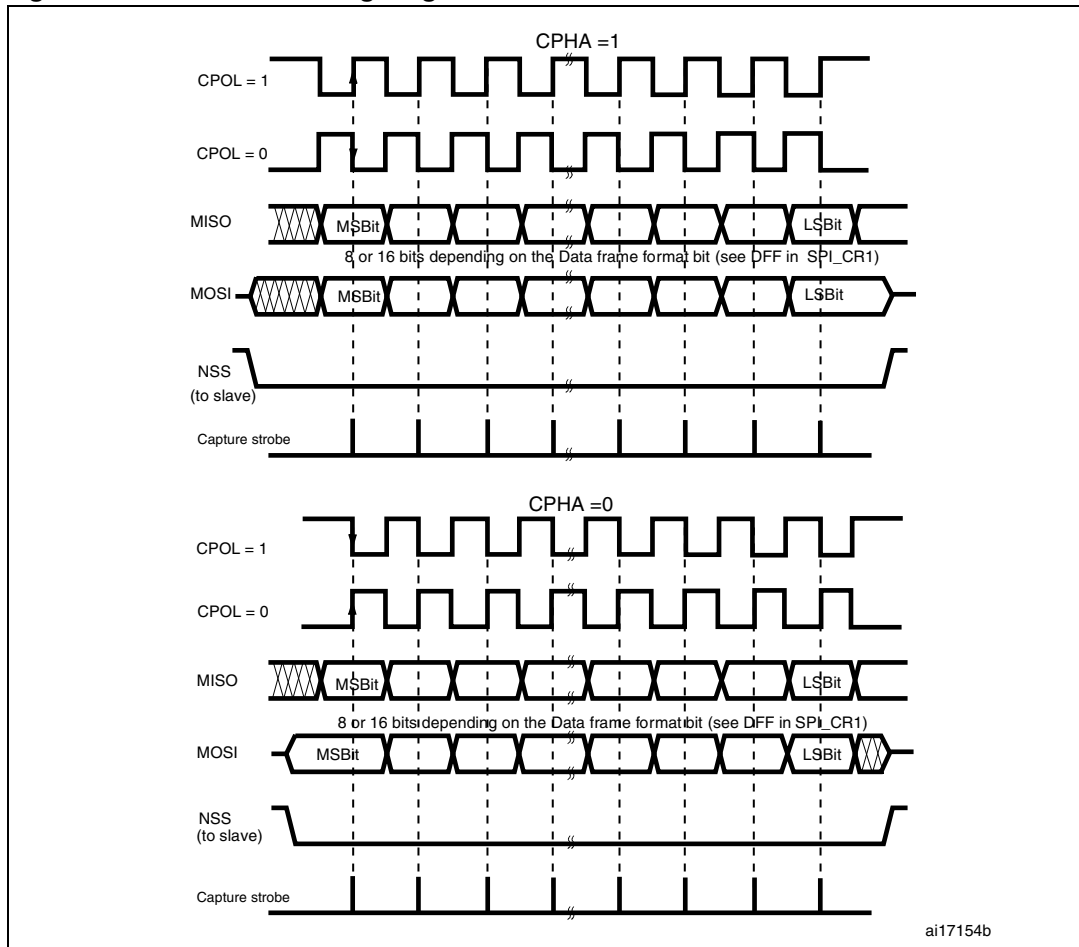 CPHA =1
CPOL = 1
CPOL = 0
MISO
MSBit
LSBit
8 or 16 bits depending on the Data frame format bit (see DFF in SPI_CR1)
MOSI
MSBit
LSBit
NSS
(to slave)
Capture strobe
CPHA =0
CPOL = 1
CPOL = 0
MISO
MSBit
LSBit
8 or 16 bits depending on the Data frame format bit (see DFF in SPI_CR1)
MOSI
MSBit
LSBit
NSS
(to slave)
Capture strobe
ai17154b